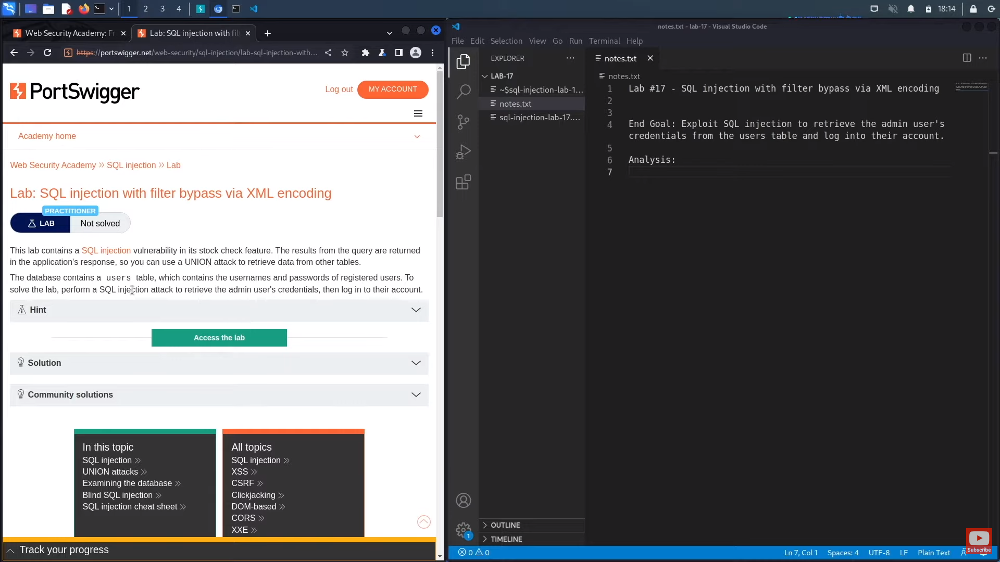 1 2 3 4
18:14
Web Security Academy: Fr
Lab: SQL injection with filt
https://portswigger.net/web-security/sql-injection/lab-sql-injection-with...
PortSwigger
Log out
MY ACCOUNT
Academy home
Web Security Academy >> SQL injection >> Lab
Lab: SQL injection with filter bypass via XML encoding
PRACTITIONER
LAB
Not solved
This lab contains a SQL injection vulnerability in its stock check feature. The results from the query are returned
in the application's response, so you can use a UNION attack to retrieve data from other tables.
The database contains a users table, which contains the usernames and passwords of registered users. To
solve the lab, perform a SQL injection attack to retrieve the admin user's credentials, then log in to their account.
Hint
Access the lab
Solution
Community solutions
In this topic
SQL injection >>
UNION attacks >>
Examining the database >>
Blind SQL injection >>
SQL injection cheat sheet >>
All topics
SQL injection >>
XSS >>
CSRF >>
Clickjacking >>
DOM-based >>
CORS >>
XXE >>
Track your progress
notes.txt - lab-17 - Visual Studio Code
File Edit Selection View Go Run Terminal Help
EXPLORER
LAB-17
~$sql-injection-lab-1...
notes.txt
sql-injection-lab-17....
OUTLINE
TIMELINE
notes.txt
notes.txt
1 Lab #17 - SQL injection with filter bypass via XML encoding
2
3
4 End Goal: Exploit SQL injection to retrieve the admin user's
credentials from the users table and log into their account.
5
6 Analysis:
7
1
0 0
Ln 7, Col 1
Spaces: 4
UTF-8
LF
Plain Text
Subscribe